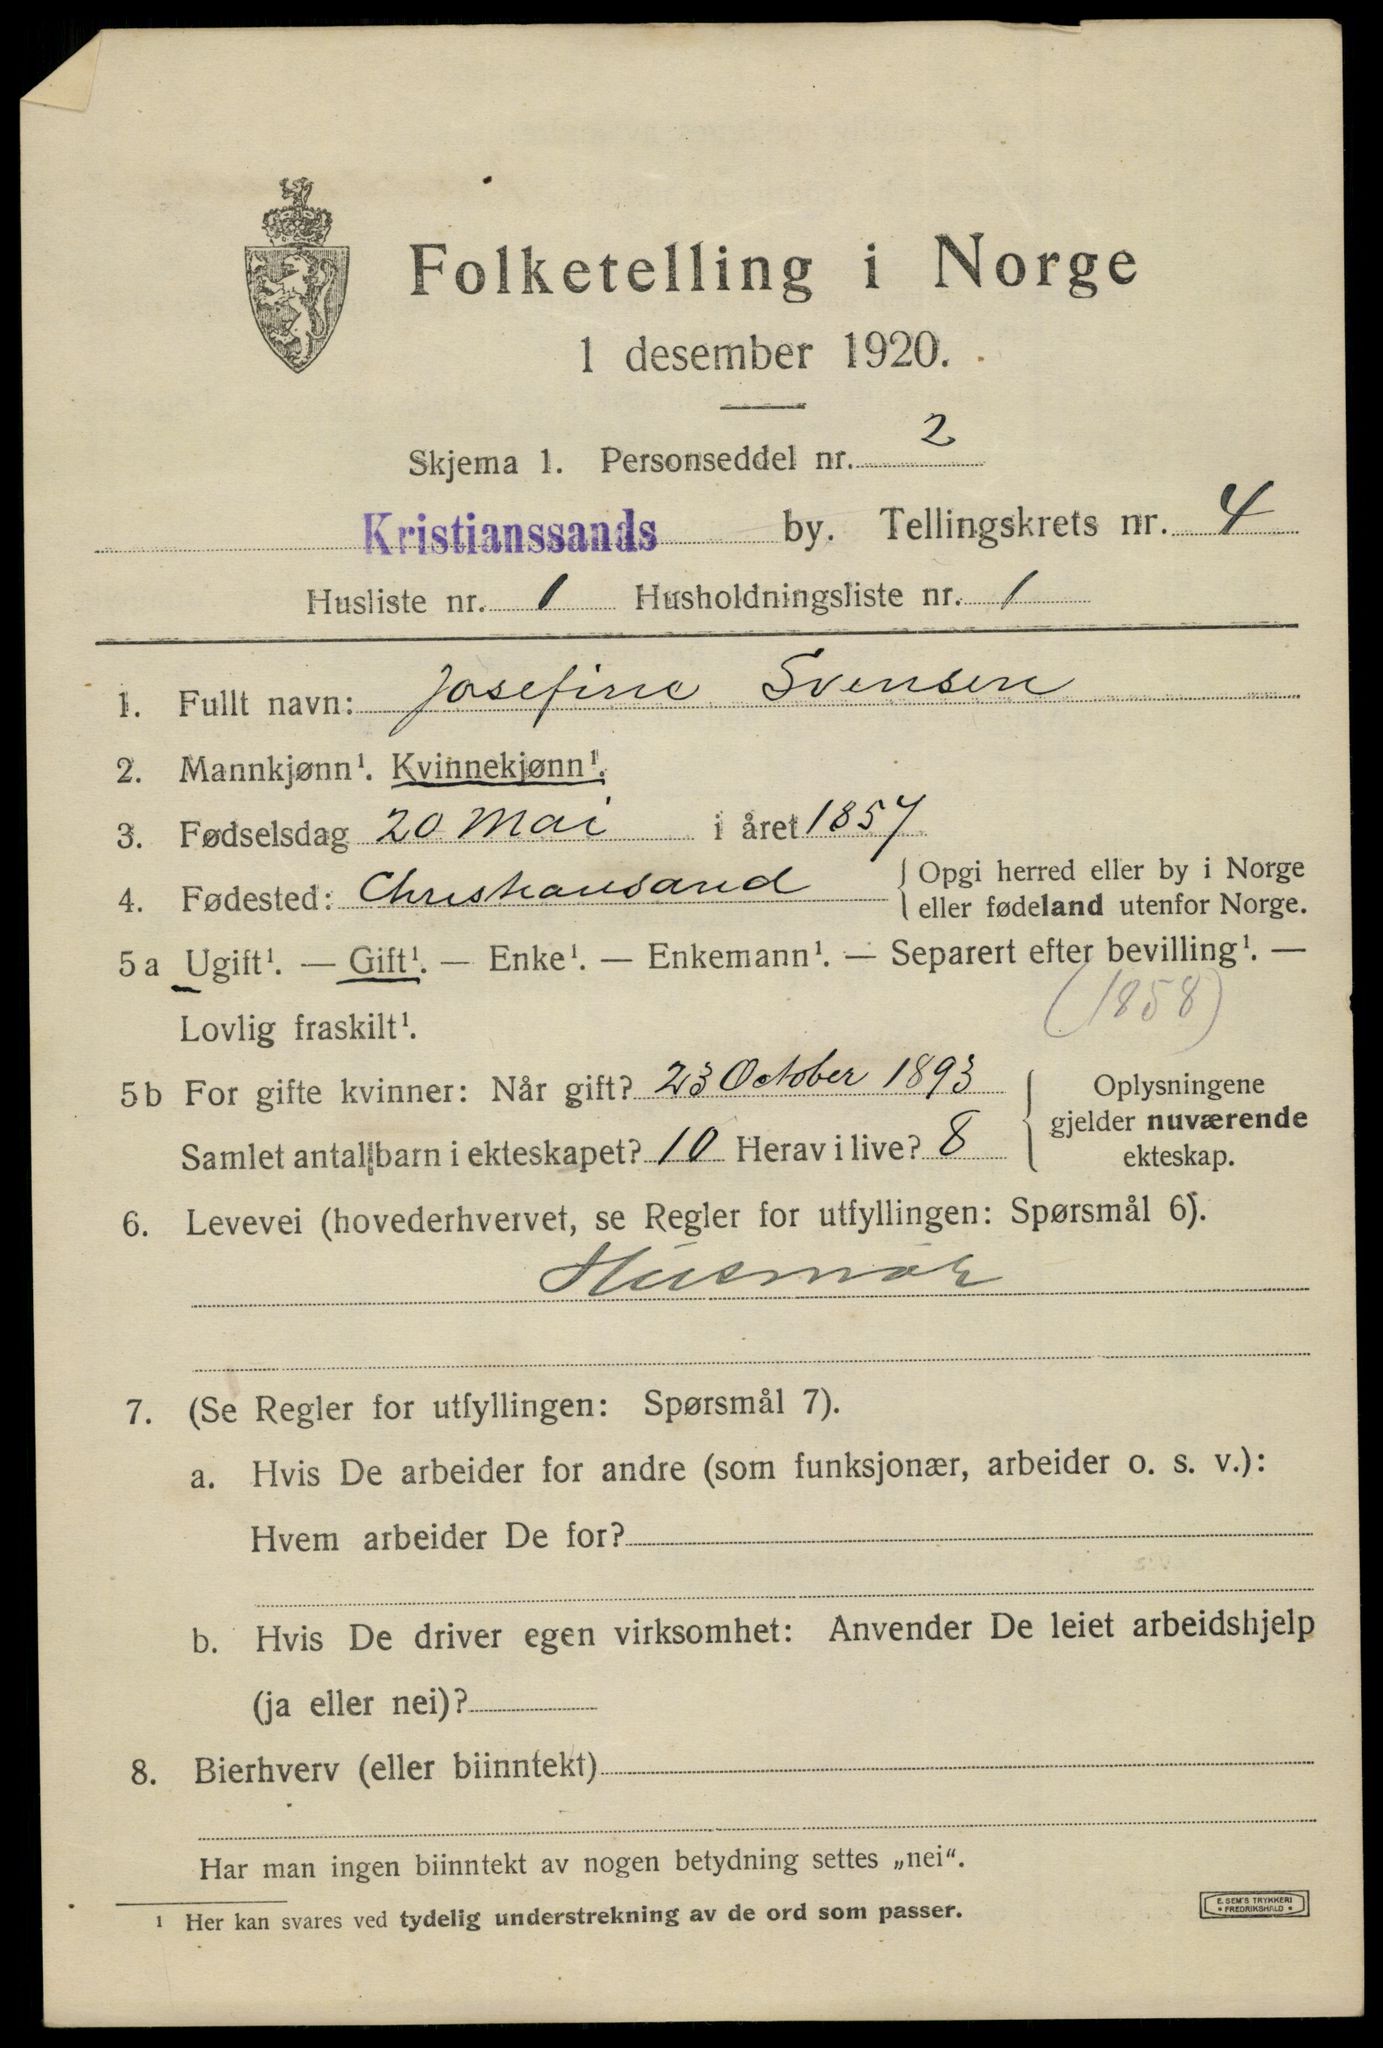 Folketelling i Norge
1 desember 1920.
Skjema 1. Personseddel nr. 2
Kristianssands by. Tellingskrets nr. 4
Husliste nr. 1 Husholdningsliste nr. 1
1. Fullt navn: Josefine Svensen
2. Mannkjønn¹. Kvinnekjønn¹.
3. Fødselsdag 20 Mai i året 1857
4. Fødested: Christiansand { Opgi herred eller by i Norge
eller fødeland utenfor Norge.
5a Ugift¹. — Gift¹. — Enke¹. — Enkemann¹. — Separert efter bevilling¹. —
(1858)
Lovlig fraskilt¹.
5b For gifte kvinner: Når gift? 23 October 1893
Samlet antal barn i ekteskapet? 10 Herav i live? 8
{ Oplysningene
gjelder nuværende
ekteskap.
6. Levevei (hovederhvervet, se Regler for utfyllingen: Spørsmål 6).
Husmor
7. (Se Regler for utfyllingen: Spørsmål 7).
a. Hvis De arbeider for andre (som funksjonær, arbeider o. s. v.):
Hvem arbeider De for?
b. Hvis De driver egen virksomhet: Anvender De leiet arbeidshjelp
(ja eller nei)?
8. Bierhverv (eller biinntekt)
Har man ingen biinntekt av nogen betydning settes „nei“.
¹ Her kan svares ved tydelig understrekning av de ord som passer.
E. SEM'S TRYKKERI
• FREDRIKSHALD •